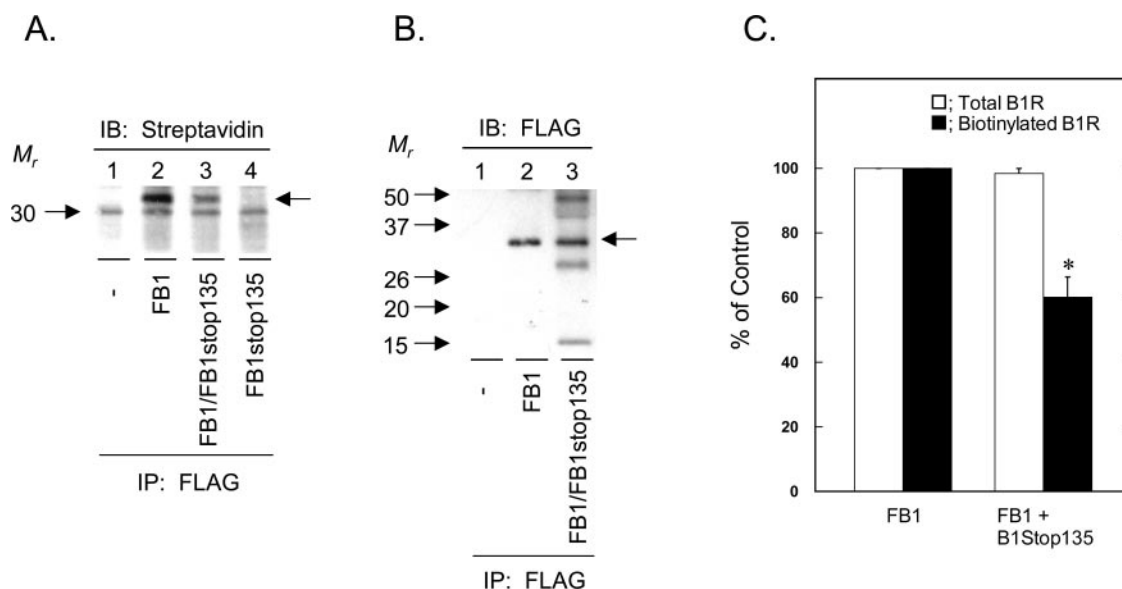 A.
IB: Streptavidin
Mr
1 2 3 4
30
-
FB1
FB1/FB1stop135
FB1stop135
IP: FLAG
B.
IB: FLAG
Mr
1 2 3
50
37
26
20
15
-
FB1
FB1/FB1stop135
IP: FLAG
C.
; Total B1R
; Biotinylated B1R
% of Control
100
80
60
40
20
0
*
FB1
FB1 +
B1Stop135